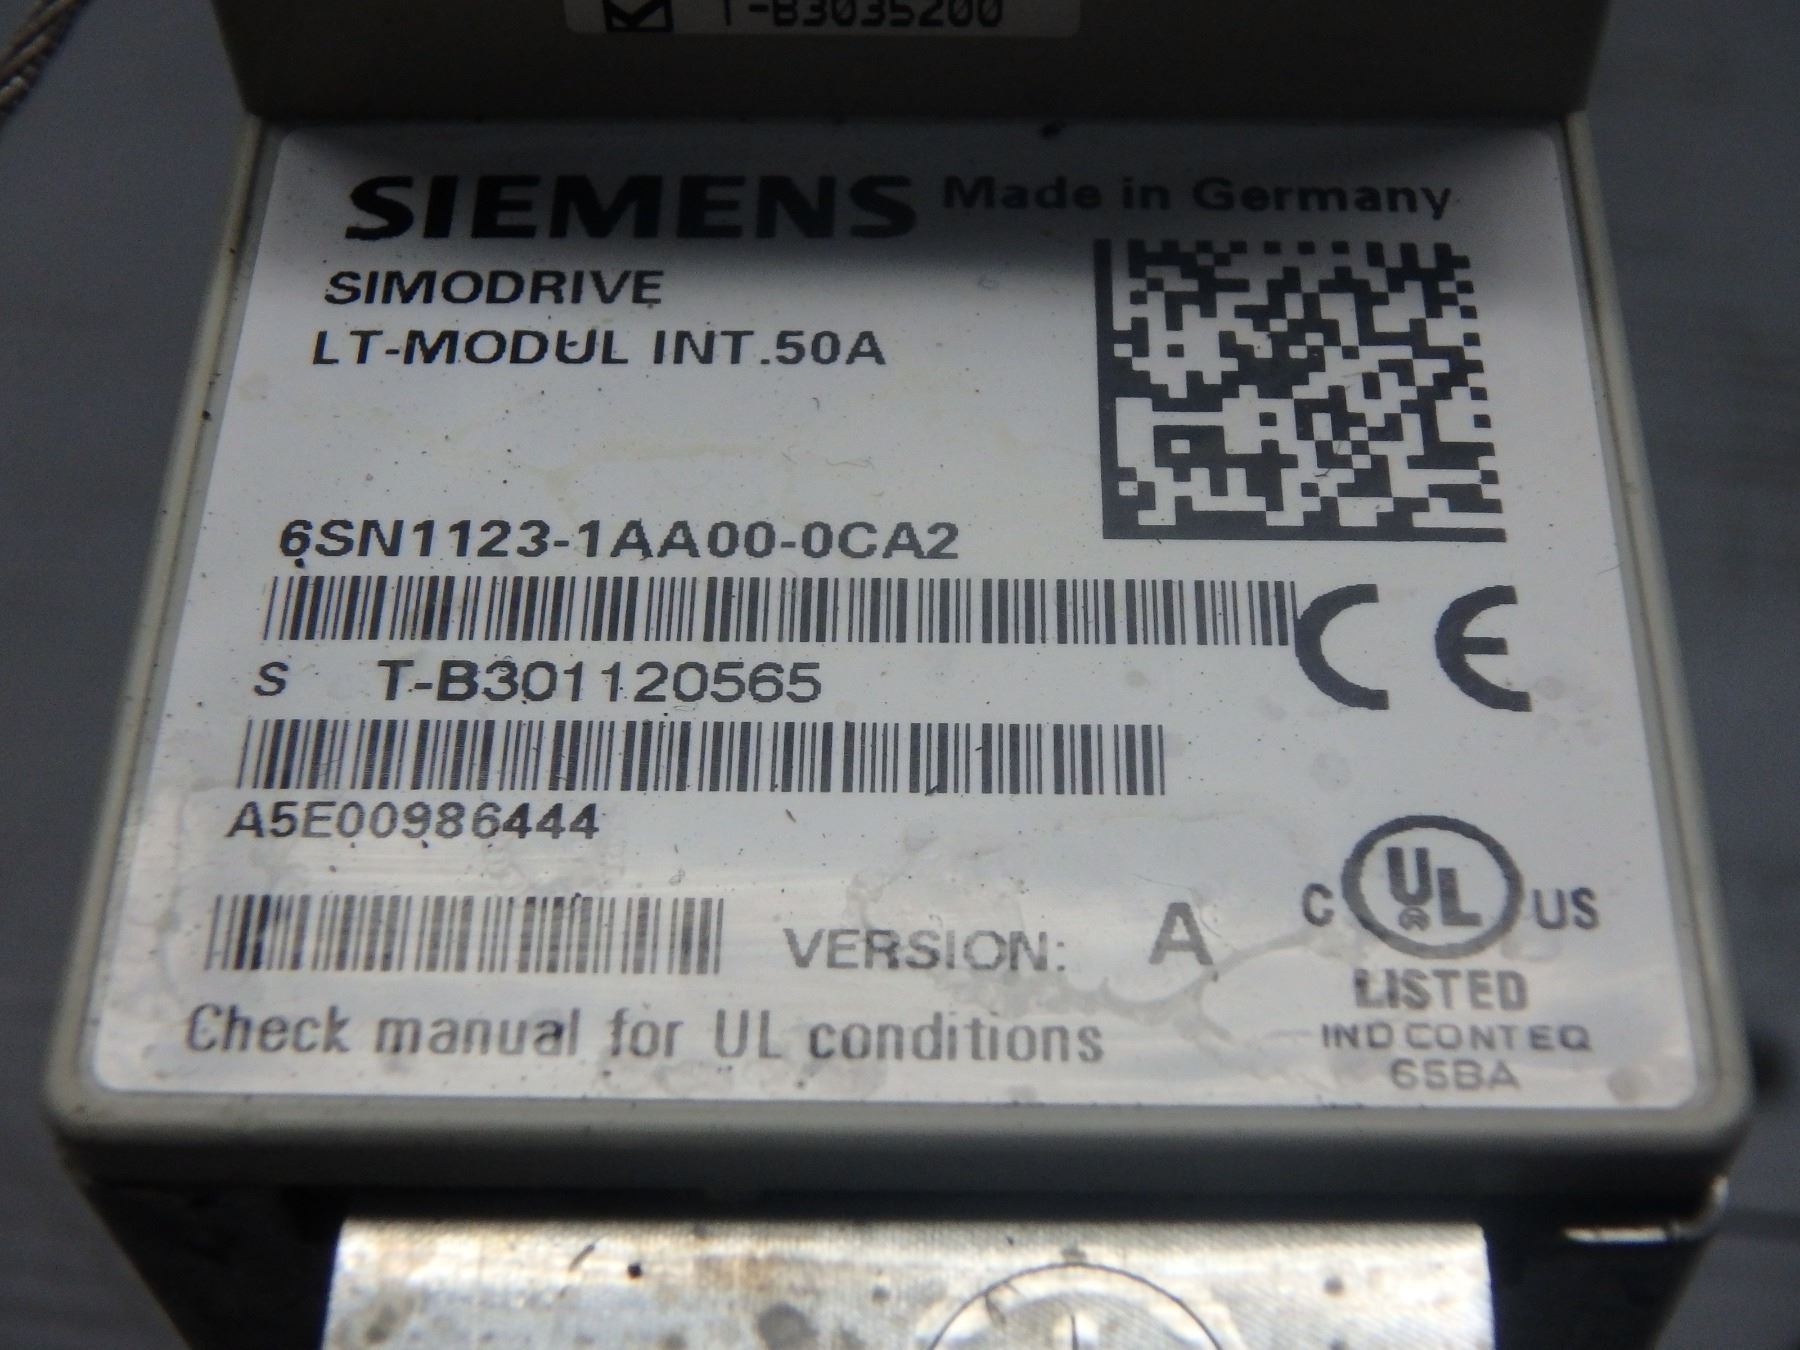 T-B3035200
SIEMENS Made in Germany
SIMODRIVE
LT-MODUL INT.50A
6SN1123-1AA00-0CA2
S T-B301120565
A5E00986444
VERSION: A
Check manual for UL conditions
CE
C UL US
LISTED
IND CONT EQ
65BA